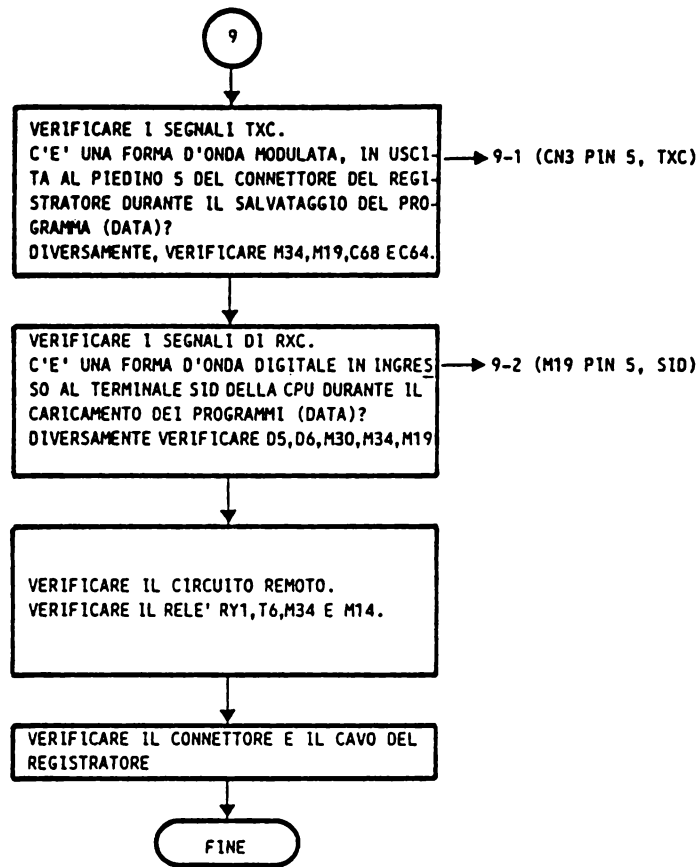 9
VERIFICARE I SEGNALI TXC.
C'E' UNA FORMA D'ONDA MODULATA, IN USCI-
TA AL PIEDINO 5 DEL CONNETTORE DEL REGI-
STRATORE DURANTE IL SALVATAGGIO DEL PRO-
GRAMMA (DATA)?
DIVERSAMENTE, VERIFICARE M34,M19,C68 E C64.
9-1 (CN3 PIN 5, TXC)
VERIFICARE I SEGNALI DI RXC.
C'E' UNA FORMA D'ONDA DIGITALE IN INGRES
SO AL TERMINALE SID DELLA CPU DURANTE IL
CARICAMENTO DEI PROGRAMMI (DATA)?
DIVERSAMENTE VERIFICARE D5,D6,M30,M34,M19
9-2 (M19 PIN 5, SID)
VERIFICARE IL CIRCUITO REMOTO.
VERIFICARE IL RELE' RY1,T6,M34 E M14.
VERIFICARE IL CONNETTORE E IL CAVO DEL
REGISTRATORE
FINE